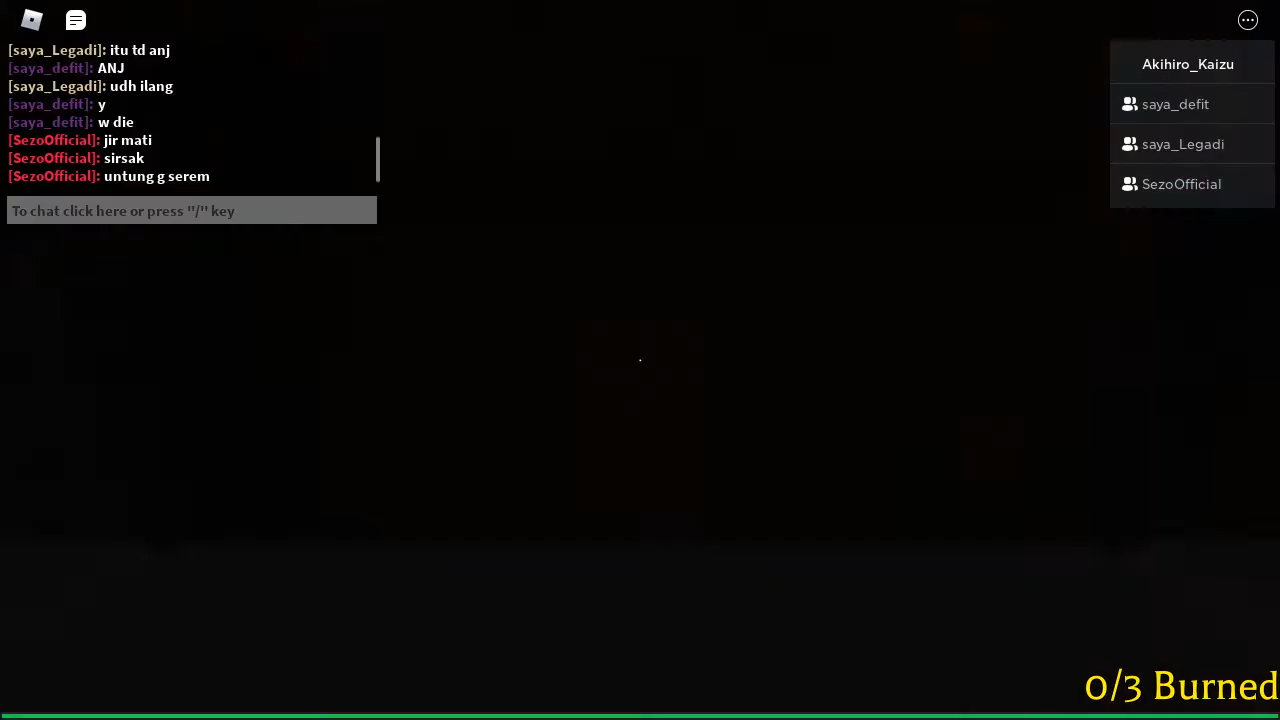 [saya_Legadi]: itu td anj
[saya_defit]: ANJ
[saya_Legadi]: udh ilang
[saya_defit]: y
[saya_defit]: w die
[SezoOfficial]: jir mati
[SezoOfficial]: sirsak
[SezoOfficial]: untung g serem
To chat click here or press "/" key
Akihiro_Kaizu
saya_defit
saya_Legadi
SezoOfficial
0/3 Burned